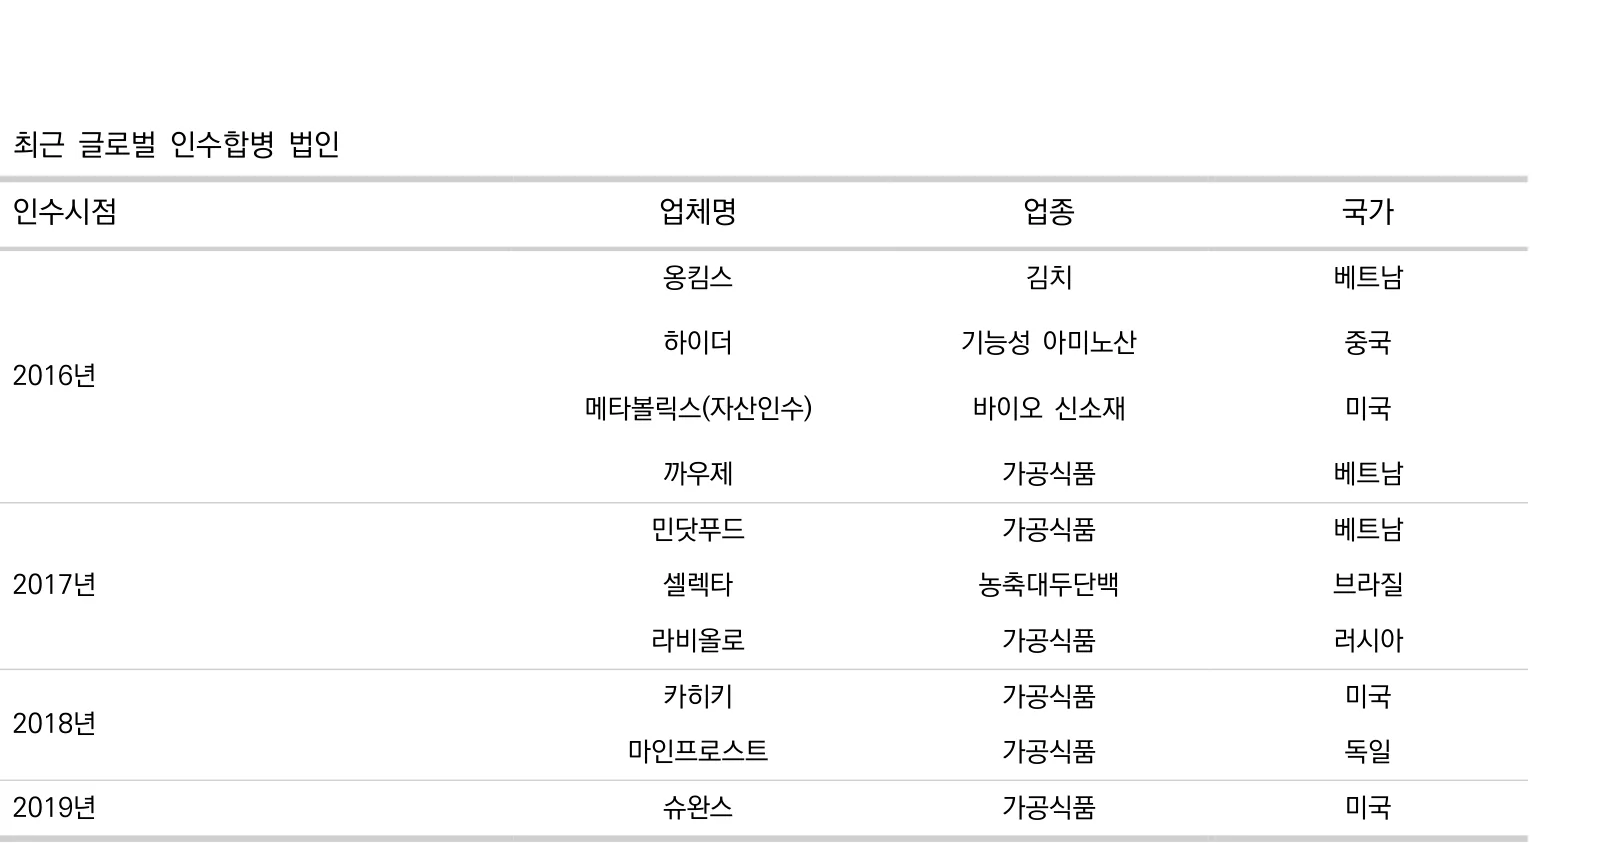 최근 글로벌 인수합병 법인
인수시점 업체명 업종 국가
2016년
옹킴스 김치 베트남
하이더 기능성 아미노산 중국
메타볼릭스(자산인수) 바이오 신소재 미국
까우제 가공식품 베트남
2017년
민닷푸드 가공식품 베트남
셀렉타 농축대두단백 브라질
라비올로 가공식품 러시아
2018년
카히키 가공식품 미국
마인프로스트 가공식품 독일
2019년 슈완스 가공식품 미국